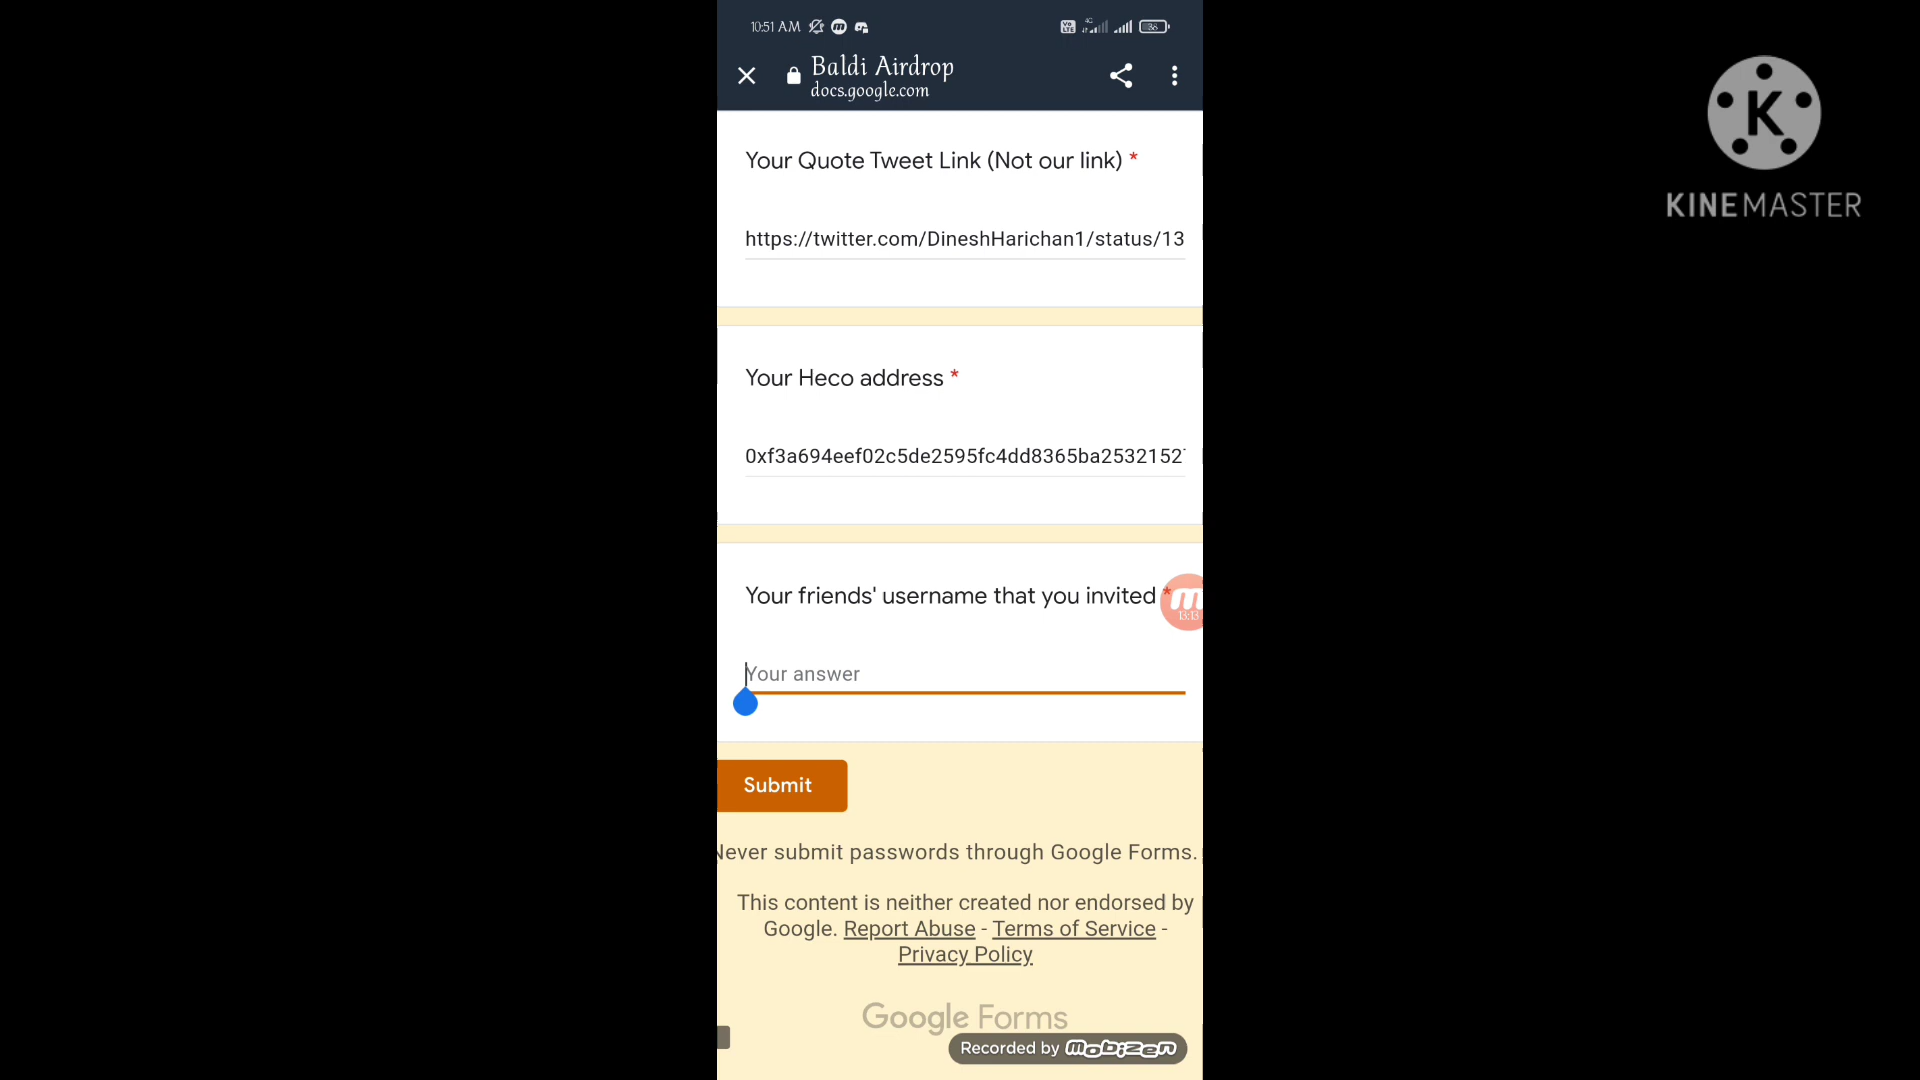 10:51 AM
Baldi Airdrop
docs.google.com
Your Quote Tweet Link (Not our link) *
https://twitter.com/DineshHarichan1/status/13
Your Heco address *
0xf3a694eef02c5de2595fc4dd8365ba2532152
Your friends' username that you invited *
13:13
Your answer
Submit
Never submit passwords through Google Forms.
This content is neither created nor endorsed by
Google. Report Abuse - Terms of Service -
Privacy Policy
Google Forms
Recorded by mobizen
K
KINEMASTER